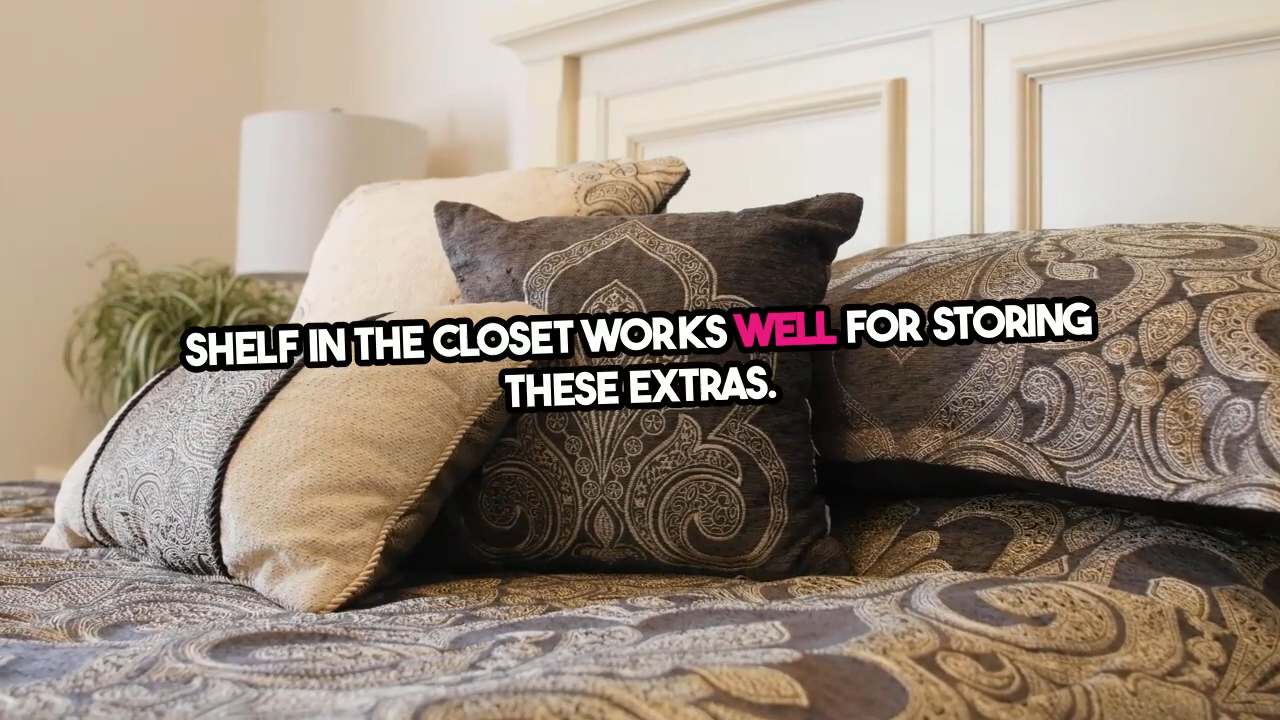 SHELF IN THE CLOSET WORKS WELL FOR STORING
THESE EXTRAS.